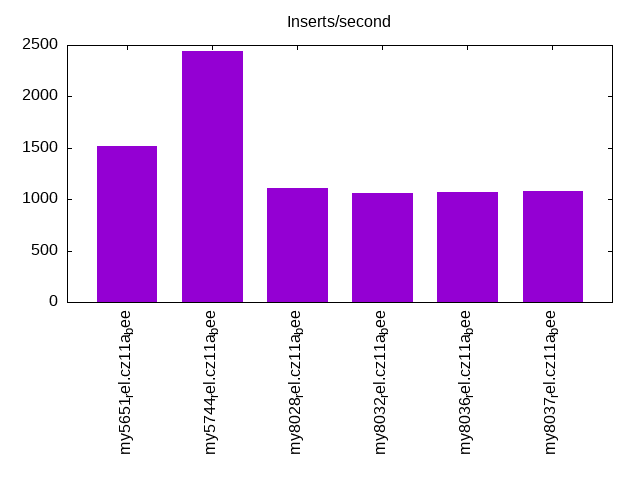 Inserts/second
2500
2000
1500
1000
500
0
my5651rel.cz11abee
my5744rel.cz11abee
my8028rel.cz11abee
my8032rel.cz11abee
my8036rel.cz11abee
my8037rel.cz11abee